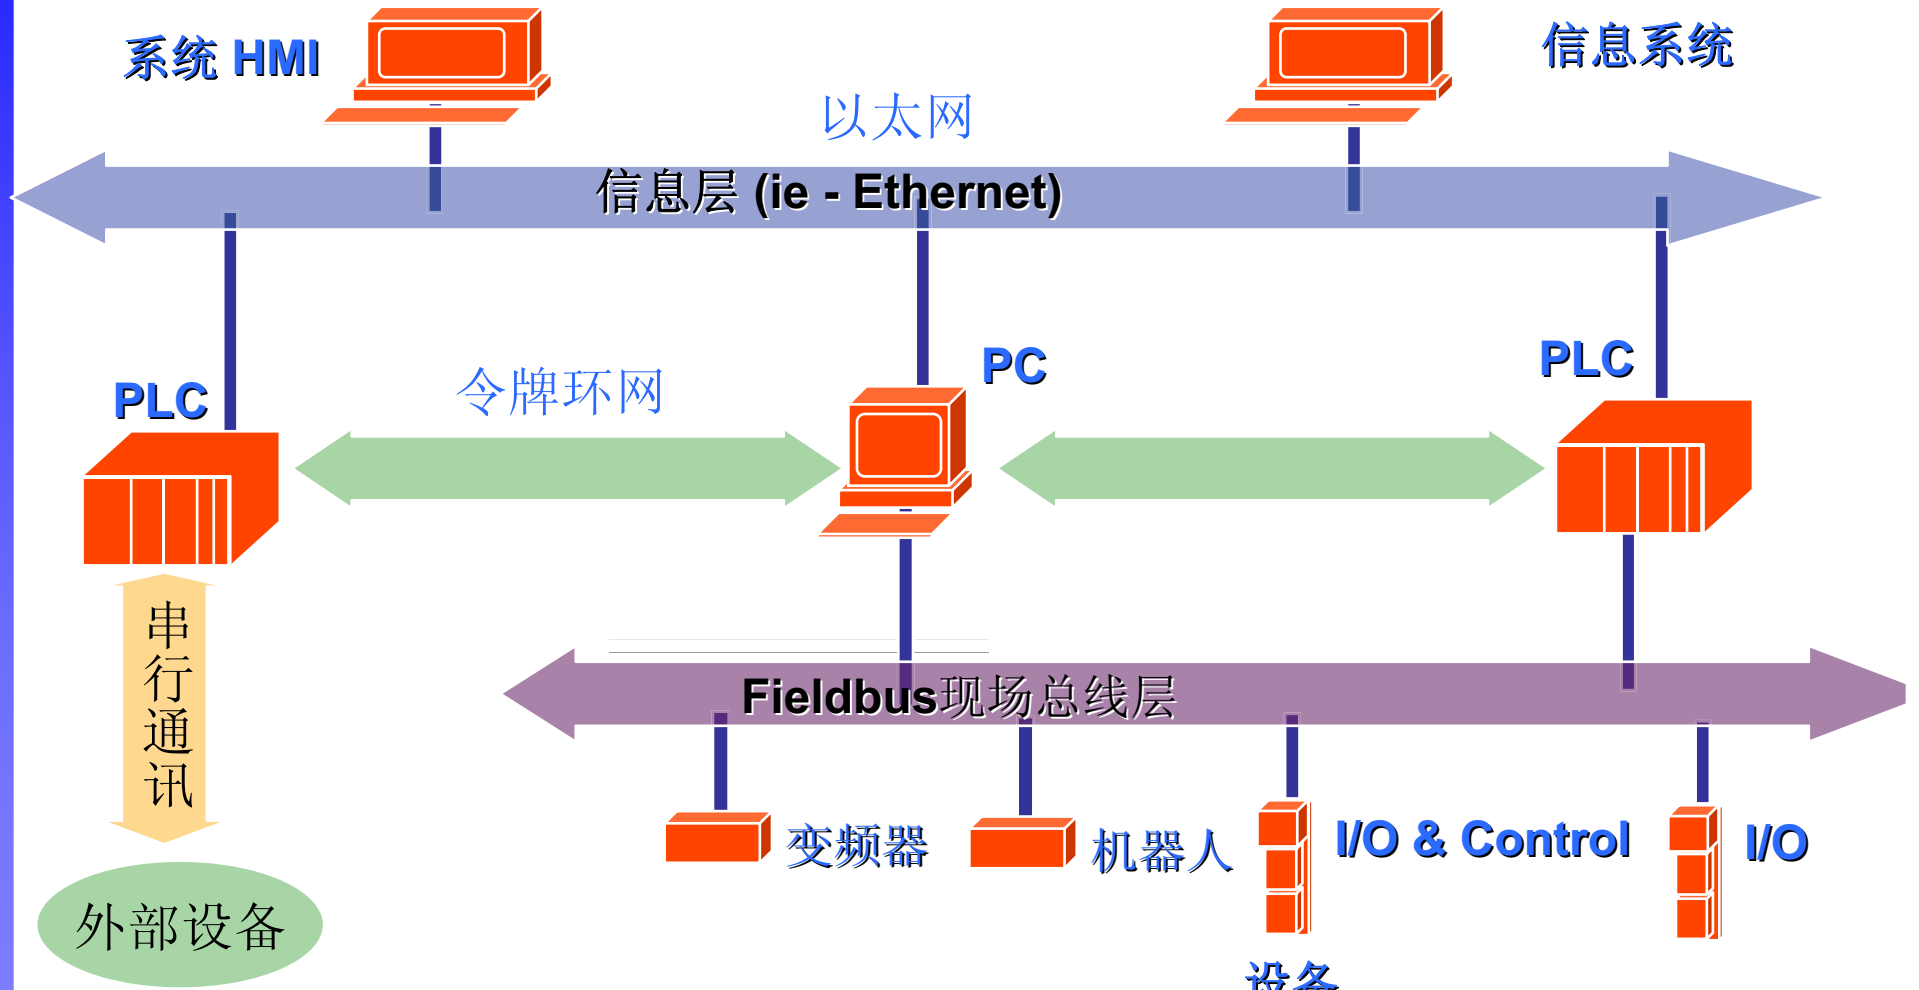 系统 HMI
信息系统
以太网
信息层 (ie - Ethernet)
PLC
令牌环网
PC
PLC
串
行
通
讯
Fieldbus现场总线层
变频器
机器人
I/O & Control
I/O
外部设备
设备